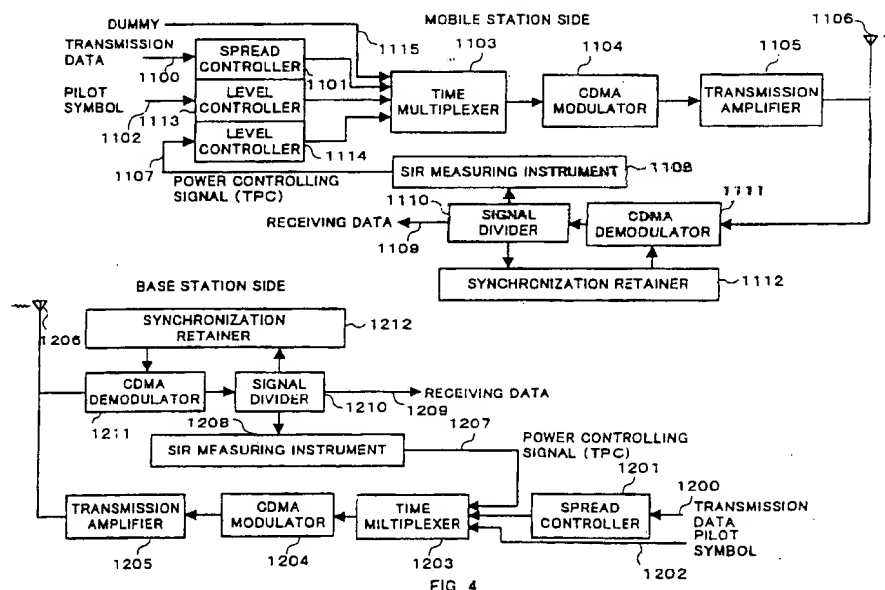 MOBILE STATION SIDE
1106
DUMMY
1115
TRANSMISSION
DATA
1100
SPREAD
CONTROLLER
1101
1103
1104
1105
PILOT
SYMBOL
1113
1102
LEVEL
CONTROLLER
TIME
MULTIPLEXER
CDMA
MODULATOR
TRANSMISSION
AMPLIFIER
LEVEL
CONTROLLER
1114
1107
1108
POWER CONTROLLING
SIGNAL (TPC)
SIR MEASURING INSTRUMENT
1110
1111
RECEIVING DATA
1109
SIGNAL
DIVIDER
CDMA
DEMODULATOR
SYNCHRONIZATION RETAINER
1112
BASE STATION SIDE
1206
SYNCHRONIZATION
RETAINER
1212
CDMA
DEMODULATOR
1211
SIGNAL
DIVIDER
1210
1209
RECEIVING DATA
1208
SIR MEASURING INSTRUMENT
1207
POWER CONTROLLING
SIGNAL (TPC)
1201
1200
TRANSMISSION
AMPLIFIER
CDMA
MODULATOR
TIME
MILTIPLEXER
SPREAD
CONTROLLER
TRANSMISSION
DATA
PILOT
SYMBOL
1205
1204
1203
1202
FIG. 4